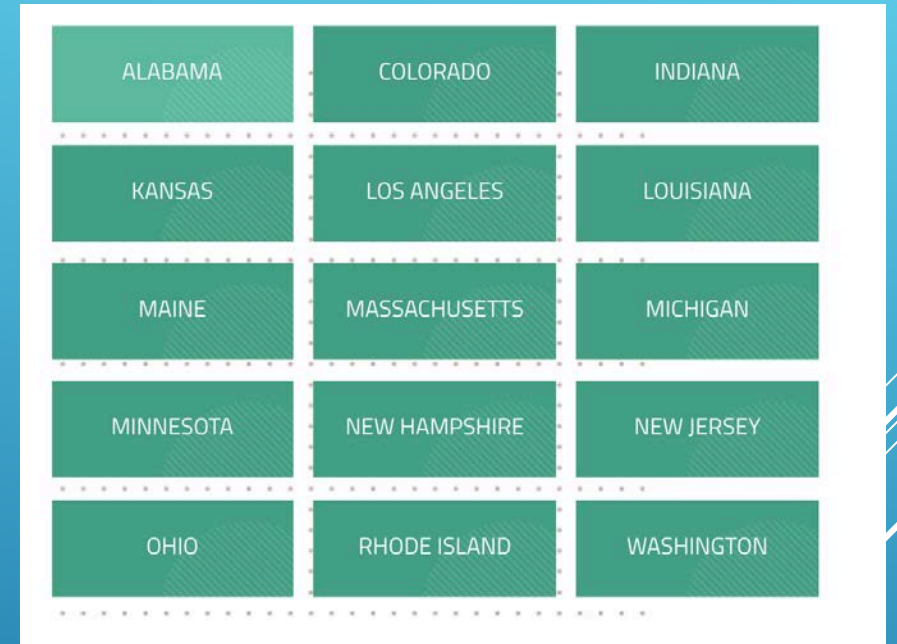 ALABAMA
COLORADO
INDIANA
KANSAS
LOS ANGELES
LOUISIANA
MAINE
MASSACHUSETTS
MICHIGAN
MINNESOTA
NEW HAMPSHIRE
NEW JERSEY
OHIO
RHODE ISLAND
WASHINGTON